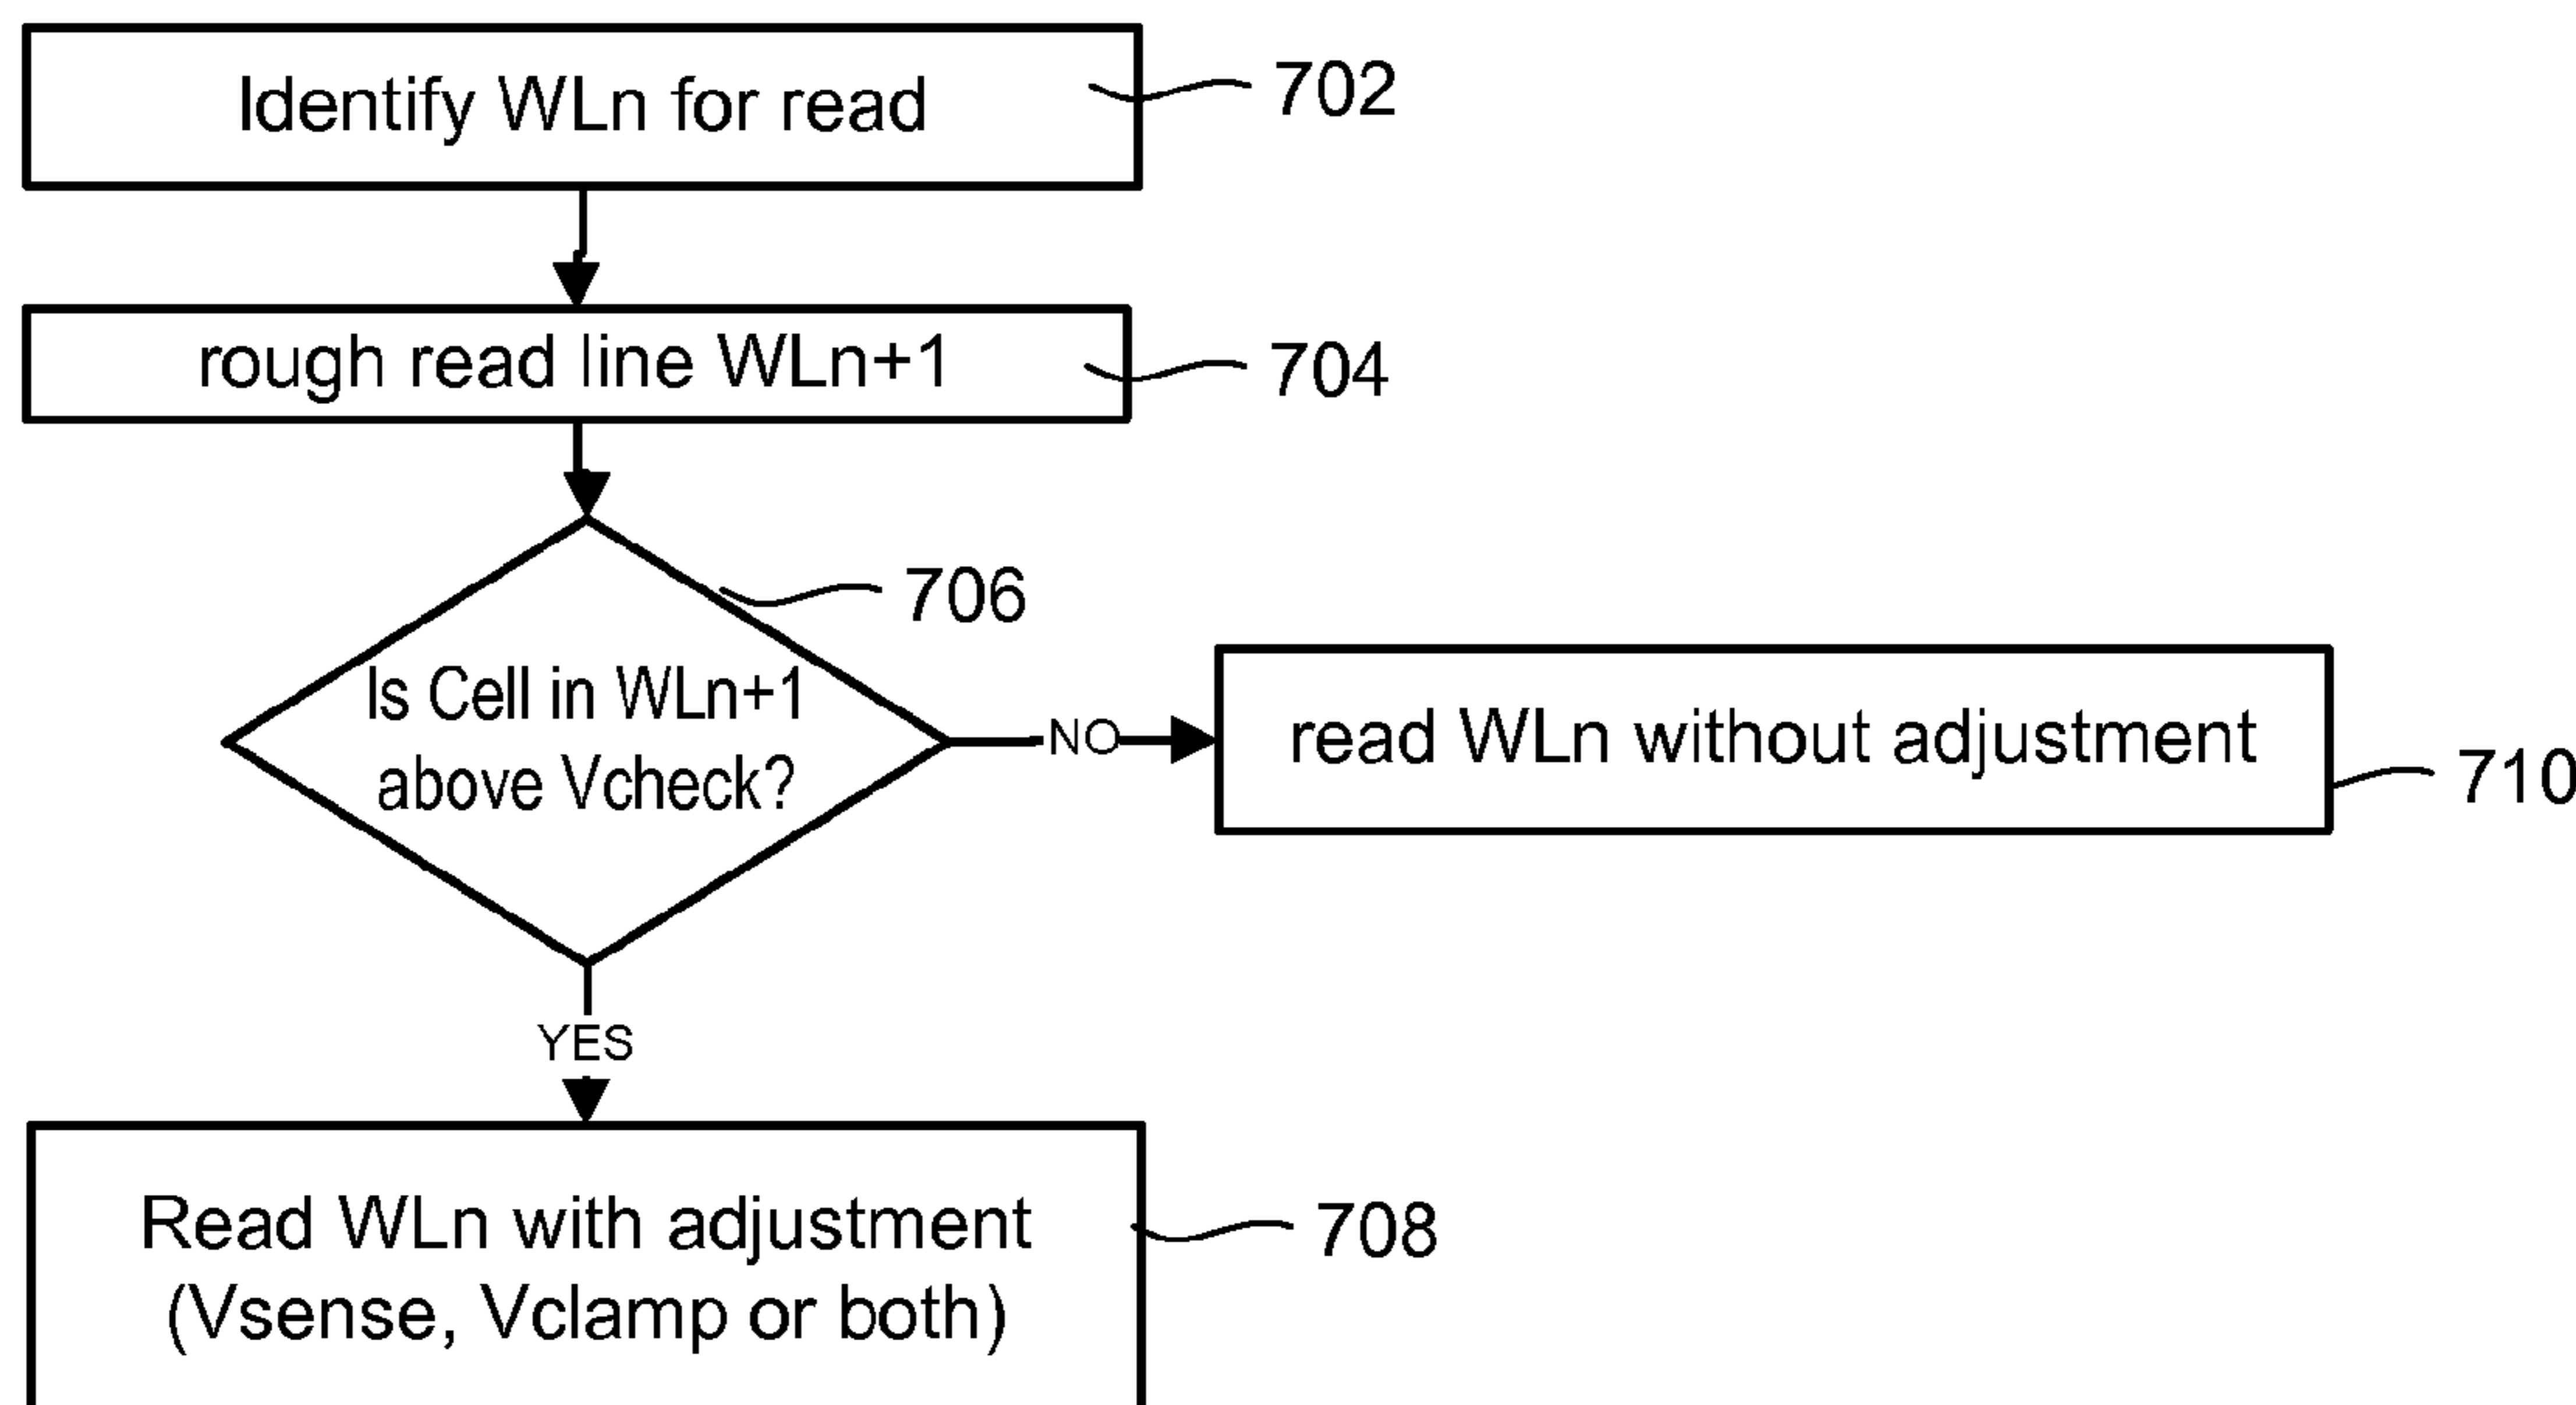 Identify WLn for read
702
rough read line WLn+1
704
706
Is Cell in WLn+1
above Vcheck?
NO
read WLn without adjustment
710
YES
Read WLn with adjustment
(Vsense, Vclamp or both)
708